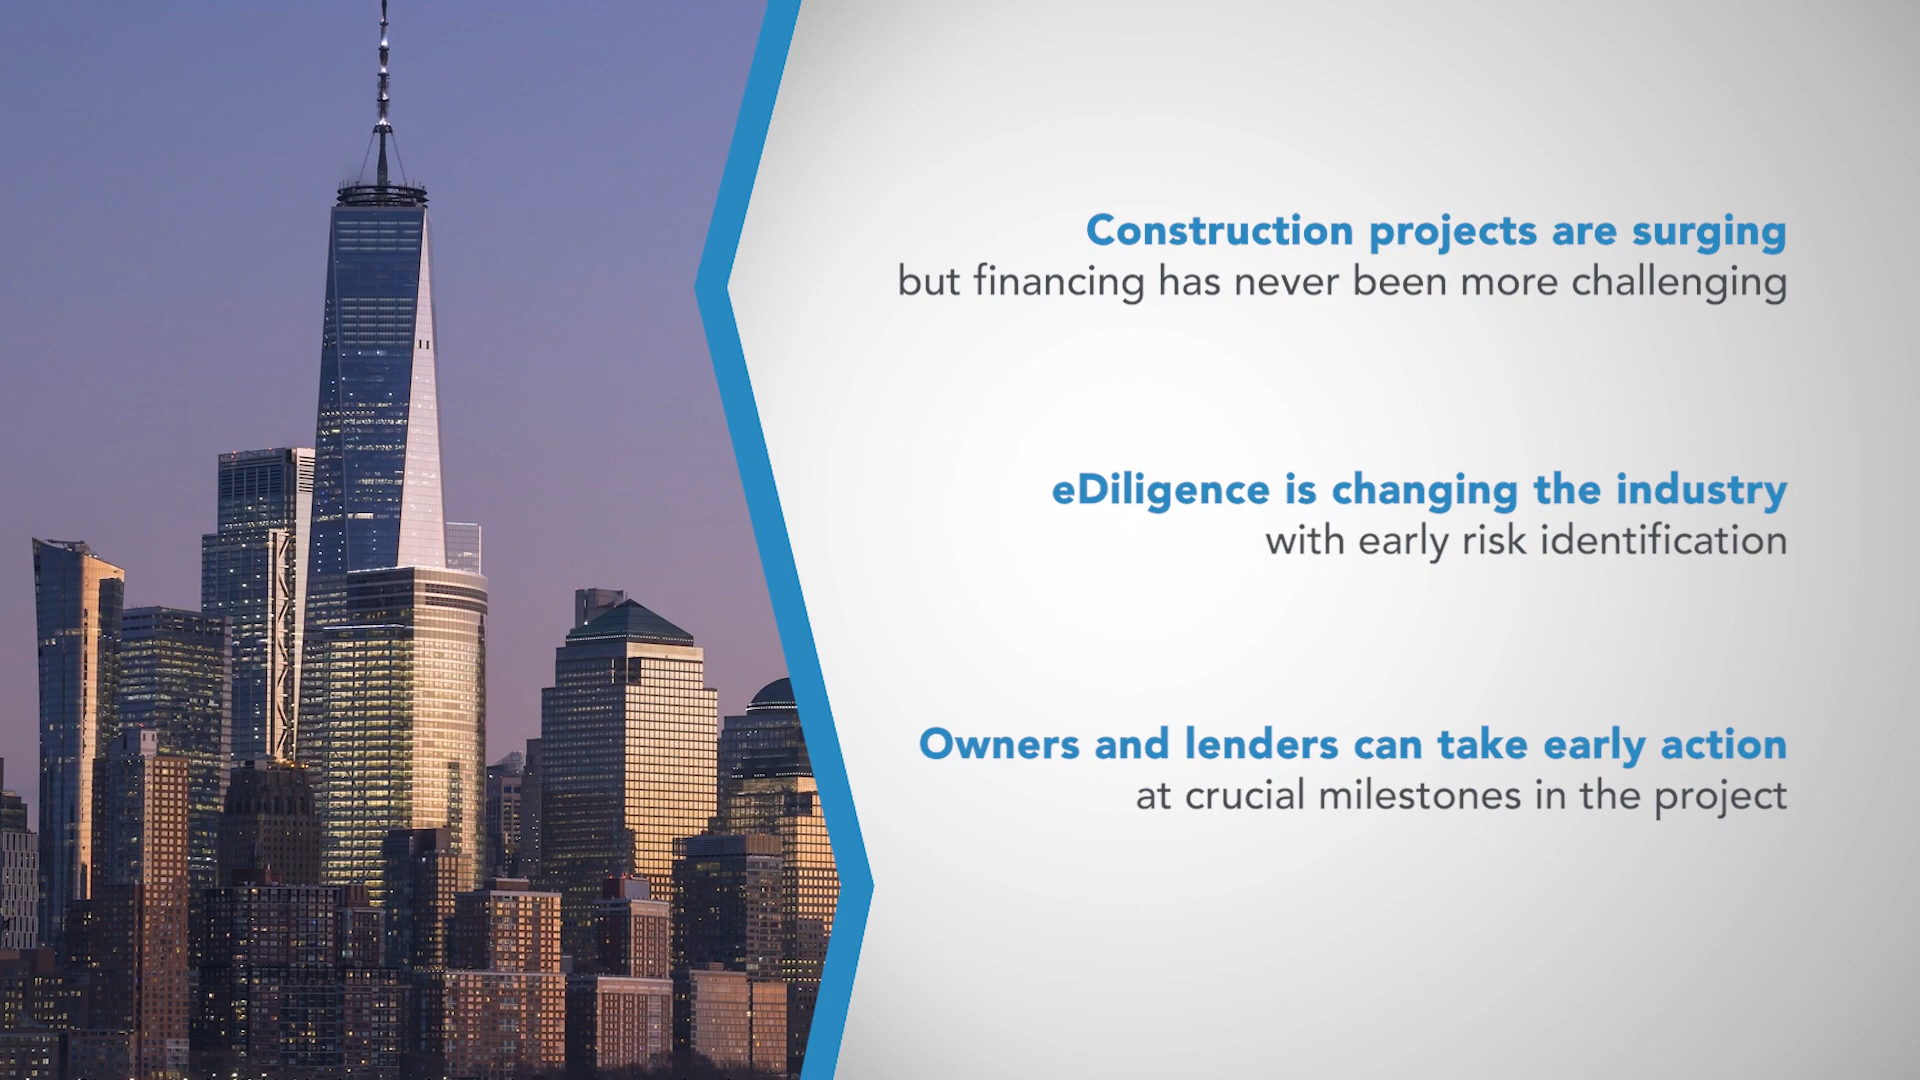 Construction projects are surging
but financing has never been more challenging
eDiligence is changing the industry
with early risk identification
Owners and lenders can take early action
at crucial milestones in the project